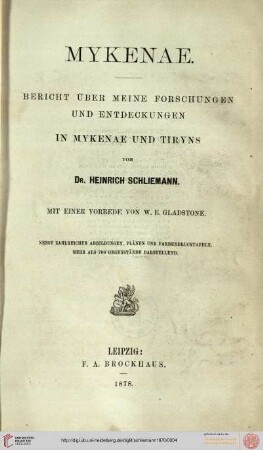 MYKENAE.
BERICHT ÜBER MEINE FORSCHUNGEN
UND ENTDECKUNGEN
IN MYKENAE UND TIRYNS
VON
DR. HEINRICH SCHLIEMANN.
MIT EINER VORREDE VON W. E. GLADSTONE.
NEBST ZAHLREICHEN ABBILDUNGEN, PLÄNEN UND FARBENDRUCKTAFELN,
MEHR ALS 700 GEGENSTÄNDE DARSTELLEND.
LEIPZIG:
F. A. BROCKHAUS.
1878.